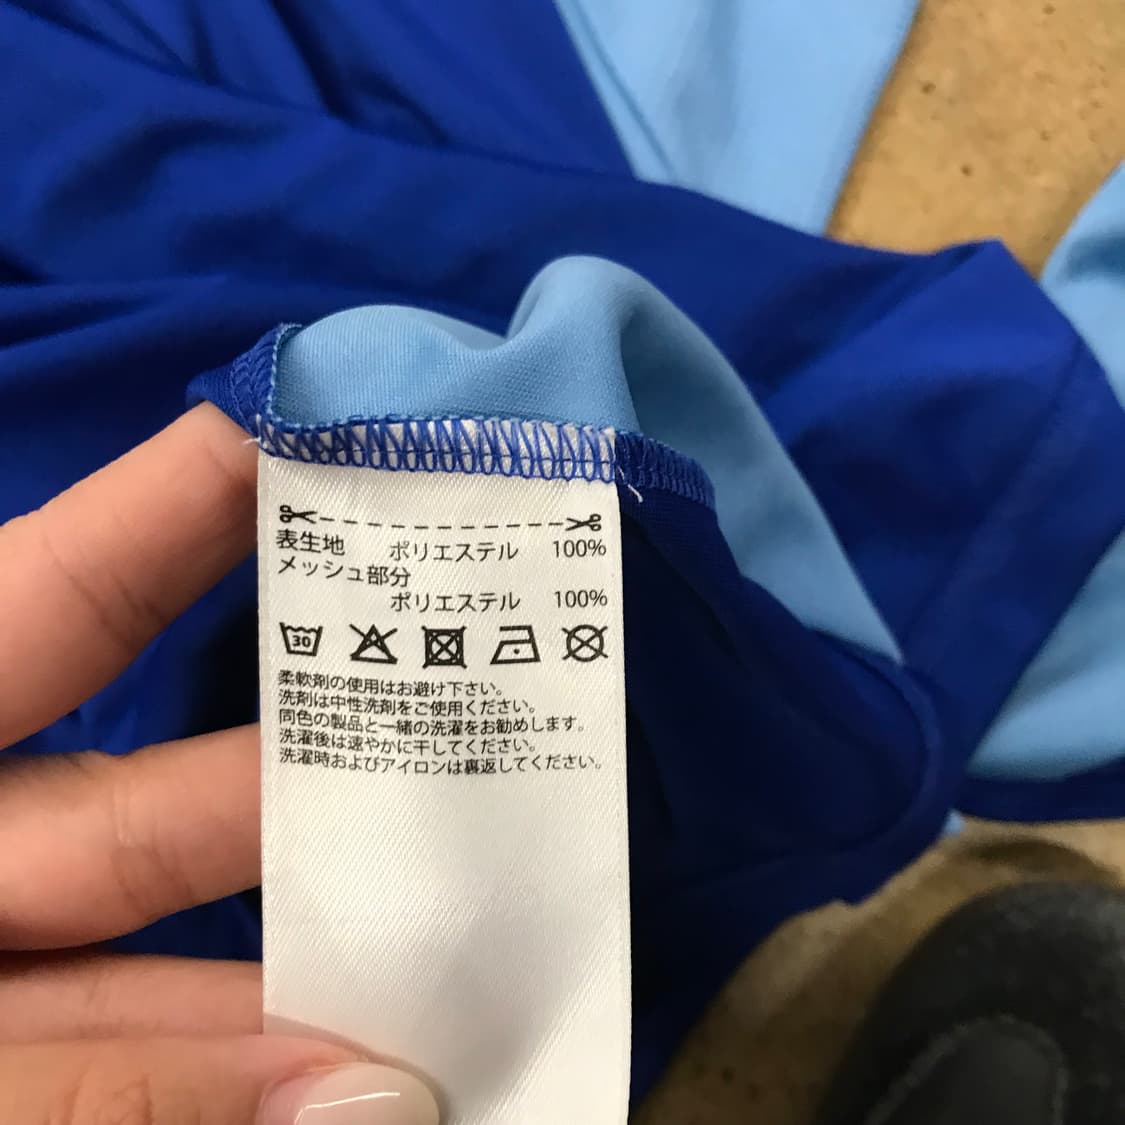 表生地 ポリエステル 100%
メッシュ部分
ポリエステル 100%
30
柔軟剤の使用はお避け下さい。
洗剤は中性洗剤をご使用ください。
同色の製品と一緒の洗濯をお勧めします。
洗濯後は速やかに干してください。
洗濯時およびアイロンは裏返してください。